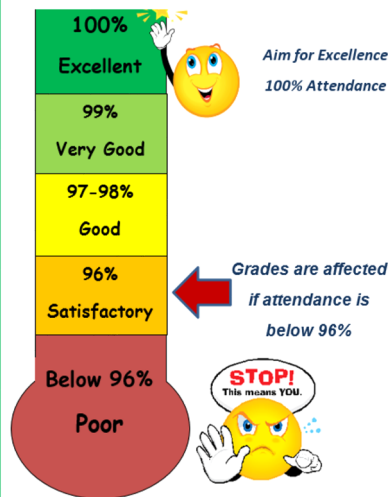 100%
Excellent
Aim for Excellence
100% Attendance
99%
Very Good
97-98%
Good
96%
Satisfactory
Grades are affected
if attendance is
below 96%
Below 96%
Poor
STOP!
This means YOU.